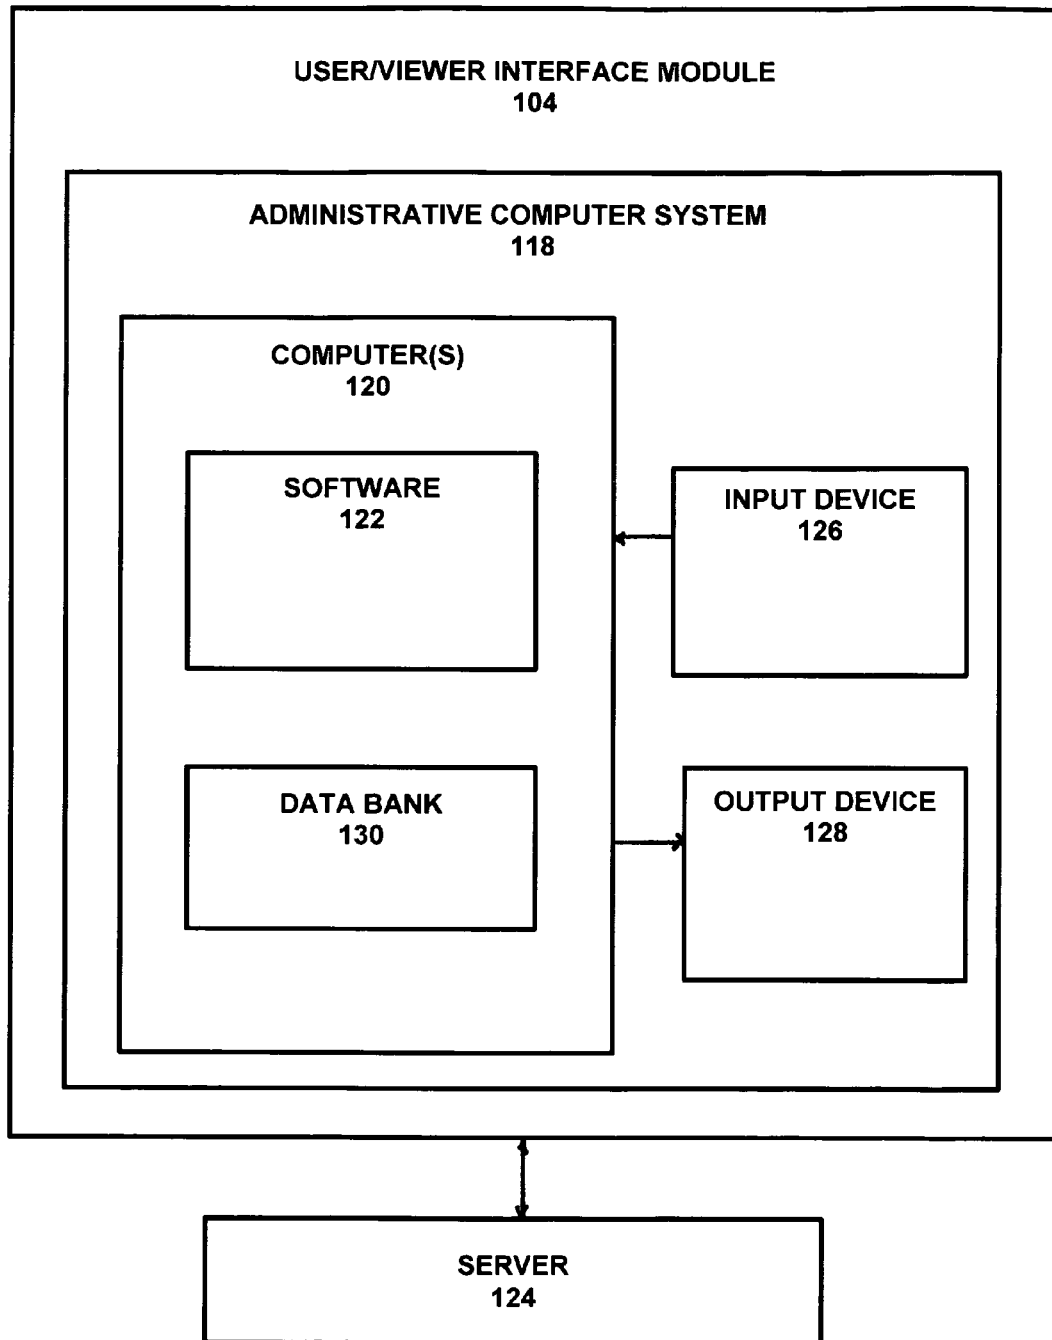 USER/VIEWER INTERFACE MODULE
104
ADMINISTRATIVE COMPUTER SYSTEM
118
COMPUTER(S)
120
SOFTWARE
122
INPUT DEVICE
126
DATA BANK
130
OUTPUT DEVICE
128
SERVER
124